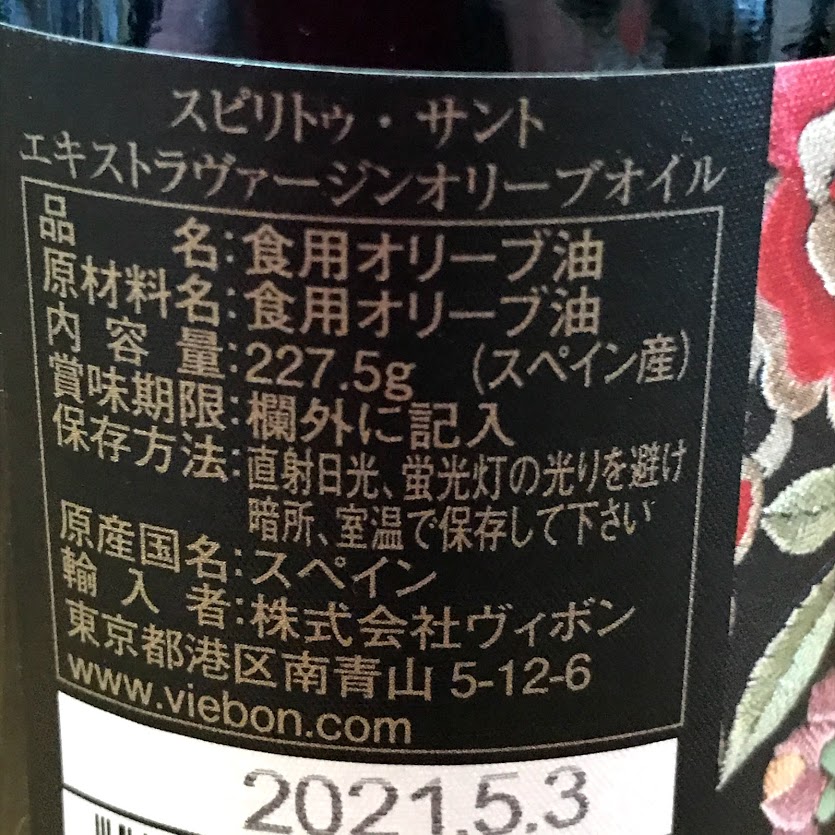 スピリトゥ・サント
エキストラヴァージンオリーブオイル
品名:食用オリーブ油
原材料名:食用オリーブ油
(スペイン産)
内容量:227.5g
賞味期限:欄外に記入
保存方法:直射日光、蛍光灯の光りを避け
暗所、室温で保存して下さい
原産国名:スペイン
輸入者:株式会社ヴィボン
東京都港区南青山 5-12-6
www.viebon.com
2021.5.3